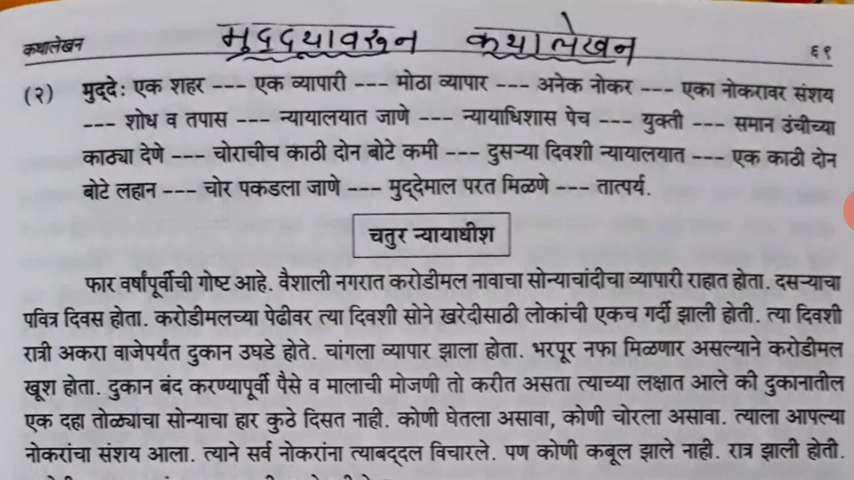 मुद्द्यावरून कथालेखन
कथालेखन ६९
(२) मुद्दे: एक शहर --- एक व्यापारी --- मोठा व्यापार --- अनेक नोकर --- एका नोकरावर संशय
--- शोध व तपास --- न्यायालयात जाणे --- न्यायाधिशास पेच --- युक्ती --- समान उंचीच्या
काठ्या देणे --- चोराचीच काठी दोन बोटे कमी --- दुसऱ्या दिवशी न्यायालयात --- एक काठी दोन
बोटे लहान --- चोर पकडला जाणे --- मुद्देमाल परत मिळणे --- तात्पर्य.
चतुर न्यायाधीश
फार वर्षांपूर्वीची गोष्ट आहे. वैशाली नगरात करोडीमल नावाचा सोन्याचांदीचा व्यापारी राहात होता. दसऱ्याचा
पवित्र दिवस होता. करोडीमलच्या पेढीवर त्या दिवशी सोने खरेदीसाठी लोकांची एकच गर्दी झाली होती. त्या दिवशी
रात्री अकरा वाजेपर्यंत दुकान उघडे होते. चांगला व्यापार झाला होता. भरपूर नफा मिळणार असल्याने करोडीमल
खूश होता. दुकान बंद करण्यापूर्वी पैसे व मालाची मोजणी तो करीत असता त्याच्या लक्षात आले की दुकानातील
एक दहा तोळ्याचा सोन्याचा हार कुठे दिसत नाही. कोणी घेतला असावा, कोणी चोरला असावा. त्याला आपल्या
नोकरांचा संशय आला. त्याने सर्व नोकरांना त्याबद्दल विचारले. पण कोणी कबूल झाले नाही. रात्र झाली होती.